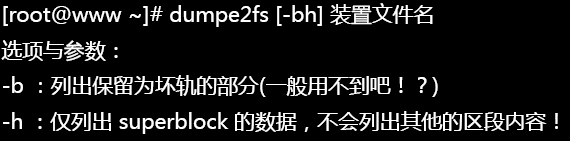 [root@www ~]# dumpe2fs [-bh] 装置文件名
选项与参数：
-b ：列出保留为坏轨的部分(一般用不到吧！？)
-h ：仅列出 superblock 的数据，不会列出其他的区段内容！